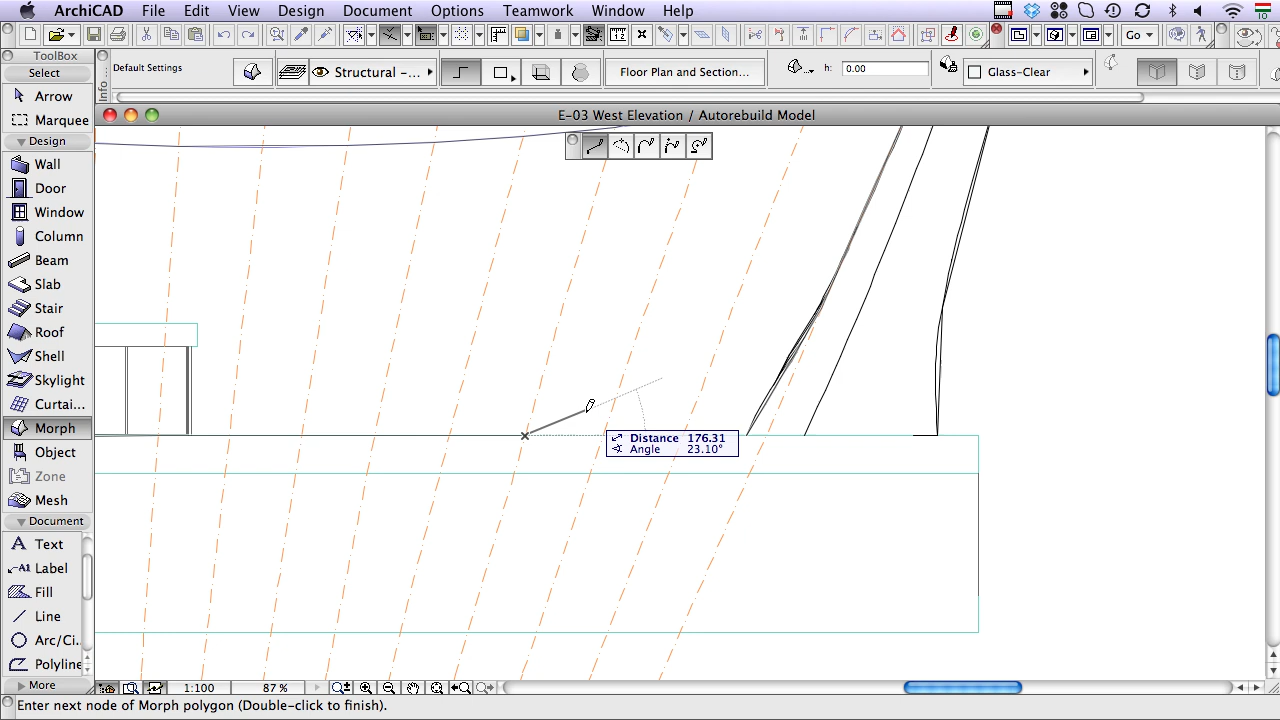 ArchiCAD File Edit View Design Document Options Teamwork Window Help
10
Go
ToolBox
Select
Arrow
Marquee
Design
Wall
Door
Window
Column
Beam
Slab
Stair
Roof
Shell
Skylight
Curtai...
Morph
Object
Zone
Mesh
Document
A Text
A1 Label
Fill
Line
Arc/Ci...
Polyline
More
Info
Default Settings
Structural -...
Floor Plan and Section...
h: 0.00
Glass-Clear
E-03 West Elevation / Autorebuild Model
Distance 176.31
Angle 23.10°
1:100
87 %
Enter next node of Morph polygon (Double-click to finish).